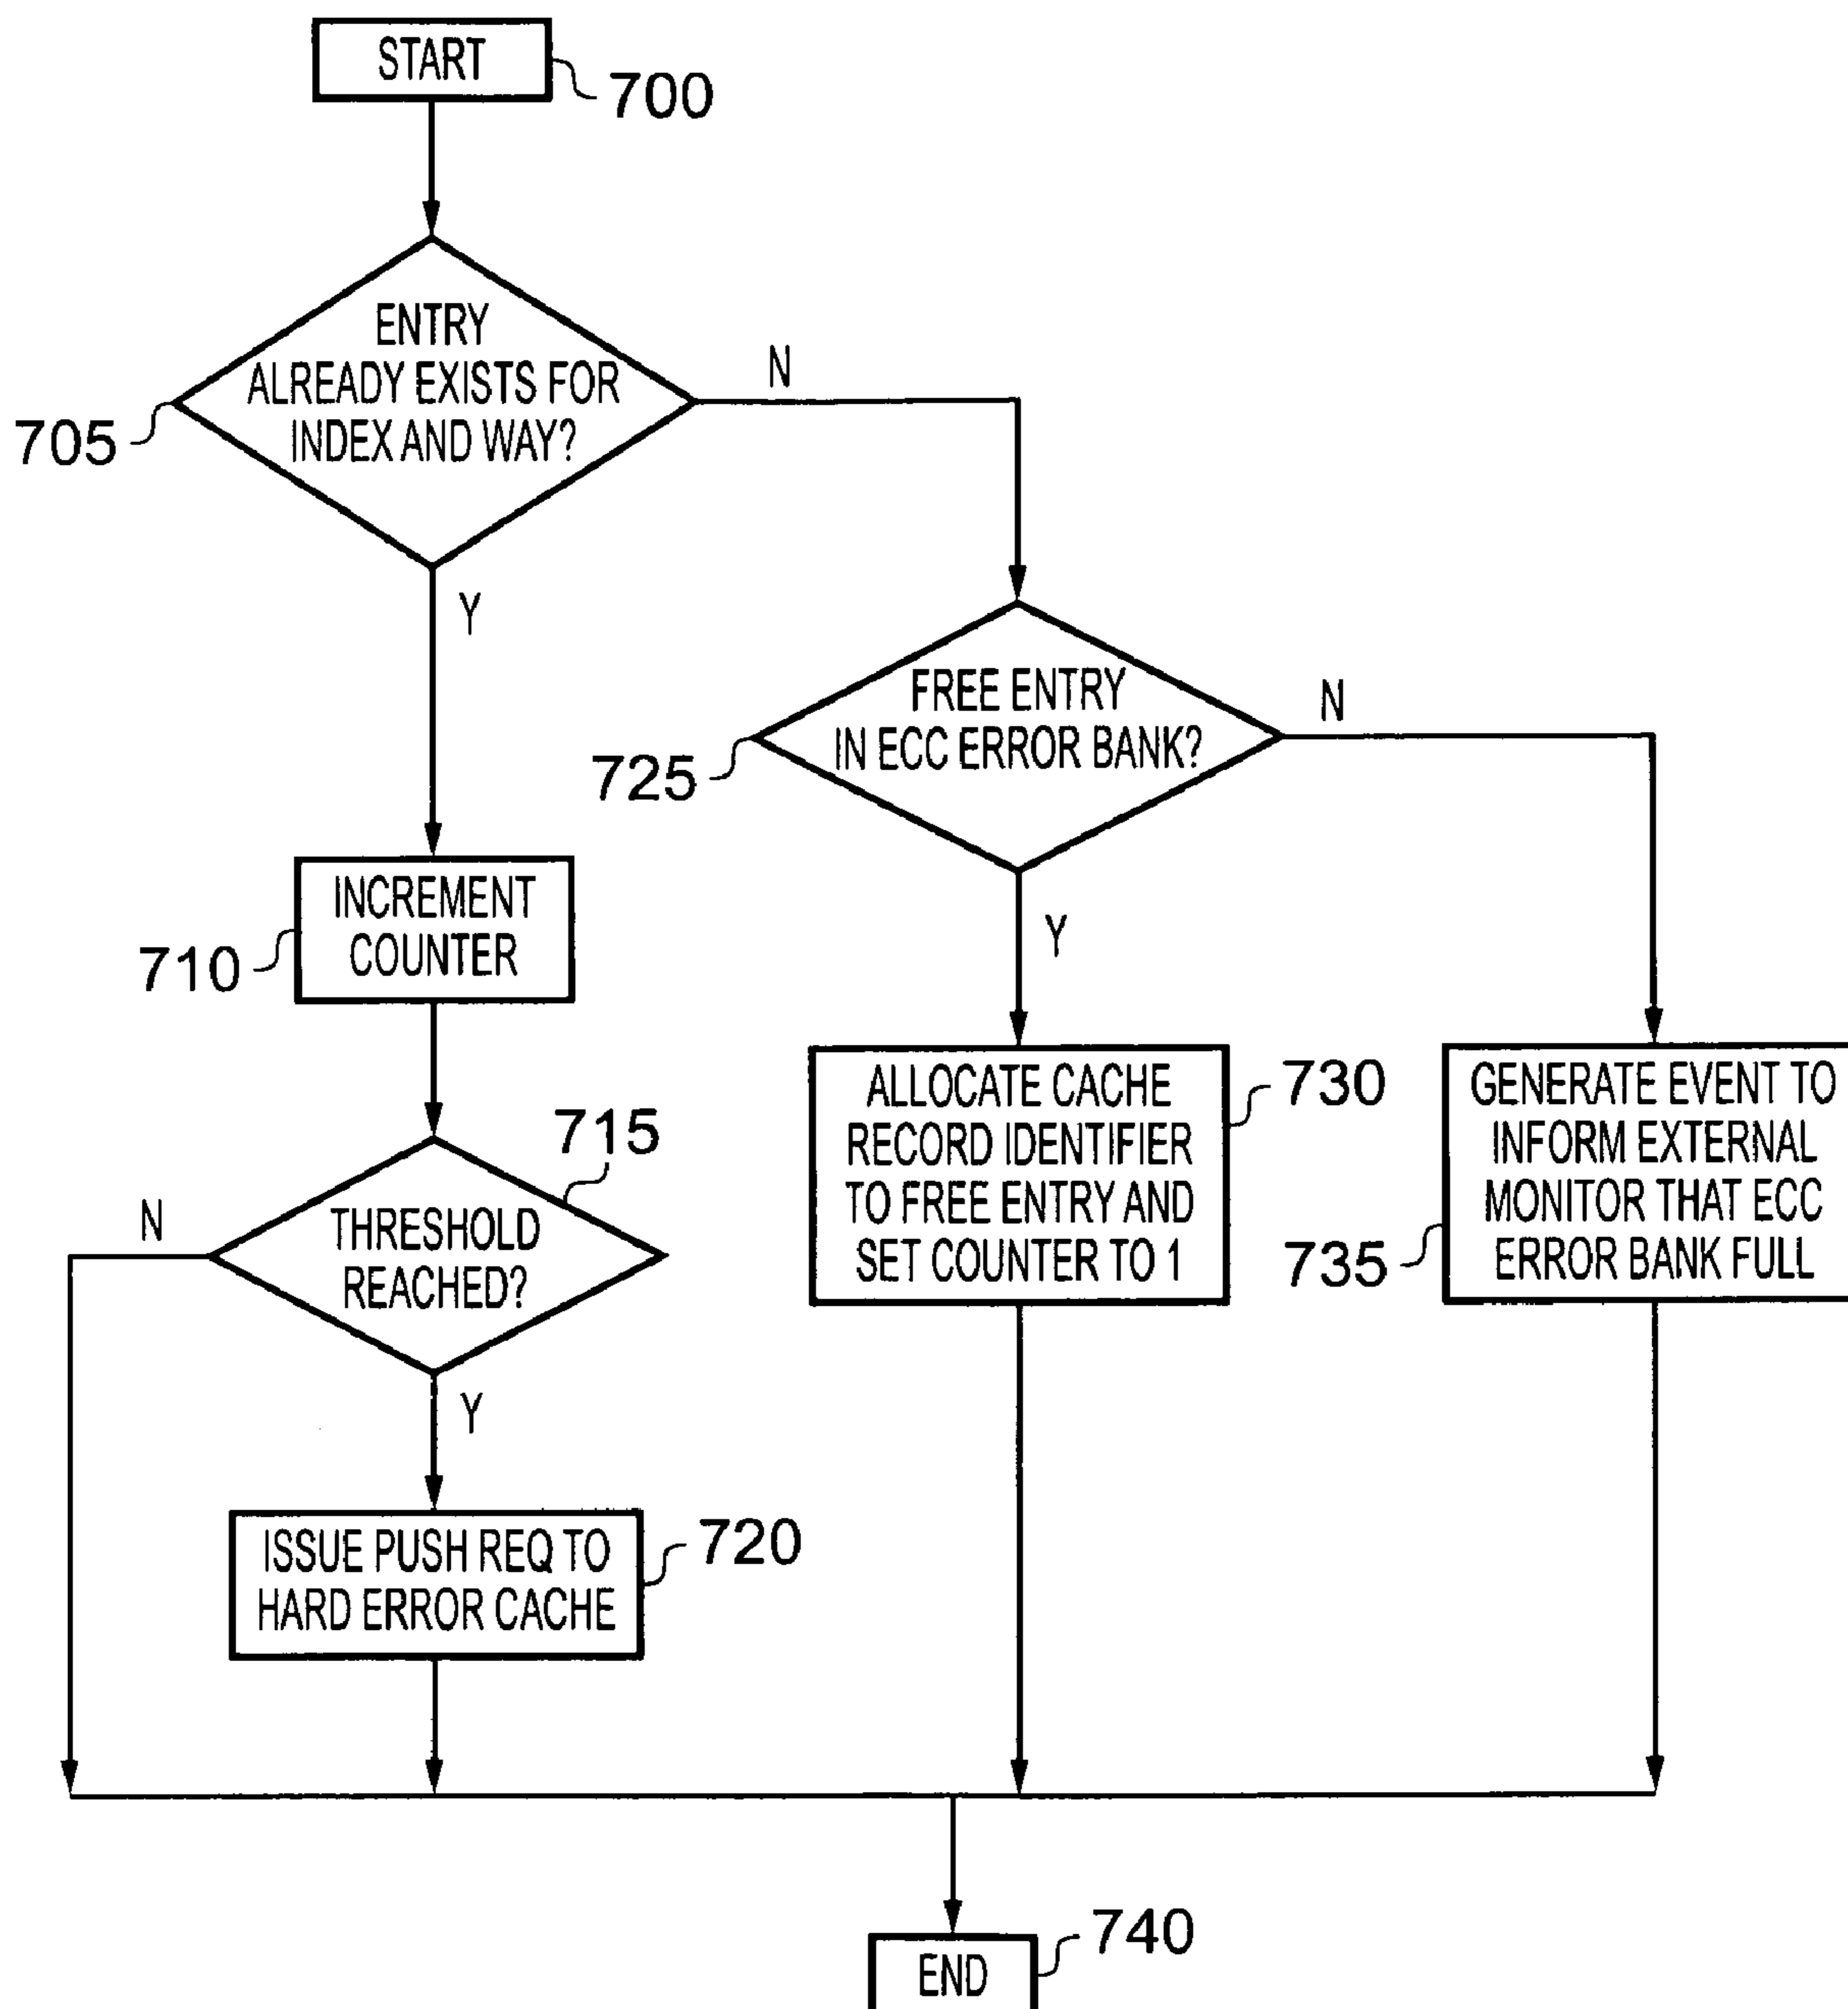 START
700
ENTRY
ALREADY EXISTS FOR
INDEX AND WAY?
705
N
Y
FREE ENTRY
IN ECC ERROR BANK?
725
N
Y
INCREMENT
COUNTER
710
ALLOCATE CACHE
RECORD IDENTIFIER
TO FREE ENTRY AND
SET COUNTER TO 1
730
GENERATE EVENT TO
INFORM EXTERNAL
MONITOR THAT ECC
ERROR BANK FULL
735
715
THRESHOLD
REACHED?
N
Y
ISSUE PUSH REQ TO
HARD ERROR CACHE
720
END
740